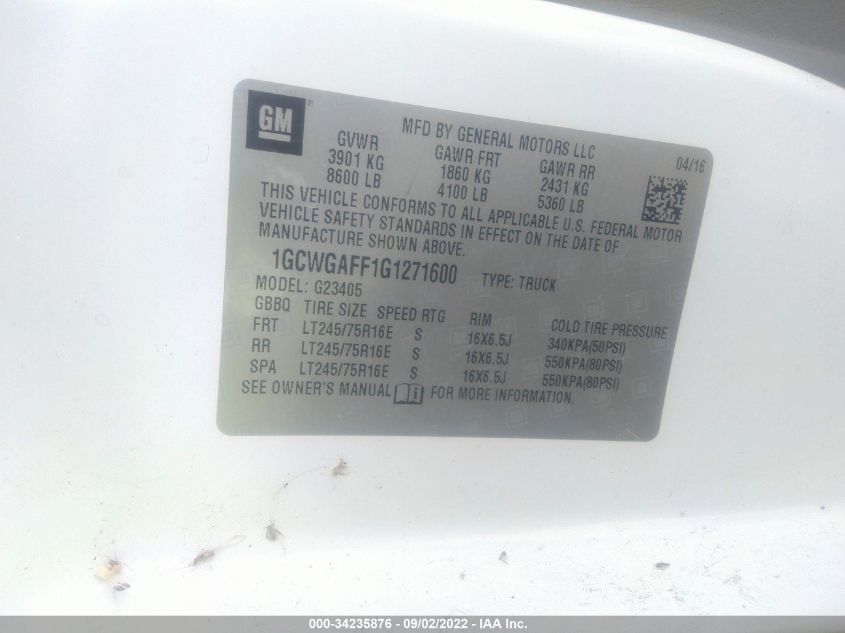 GM
MFD BY GENERAL MOTORS LLC
04/16
GVWR GAWR FRT GAWR RR
3901 KG 1860 KG 2431 KG
8600 LB 4100 LB 5360 LB
THIS VEHICLE CONFORMS TO ALL APPLICABLE U.S. FEDERAL MOTOR
VEHICLE SAFETY STANDARDS IN EFFECT ON THE DATE OF
MANUFACTURE SHOWN ABOVE.
1GCWGAFF1G1271600 TYPE: TRUCK
MODEL: G23405
GBBQ TIRE SIZE SPEED RTG RIM COLD TIRE PRESSURE
FRT LT245/75R16E S 16X6.5J 340KPA(50PSI)
RR LT245/75R16E S 16X6.5J 550KPA(80PSI)
SPA LT245/75R16E S 16X6.5J 550KPA(80PSI)
SEE OWNER'S MANUAL FOR MORE INFORMATION.
000-34235876 - 09/02/2022 - IAA Inc.